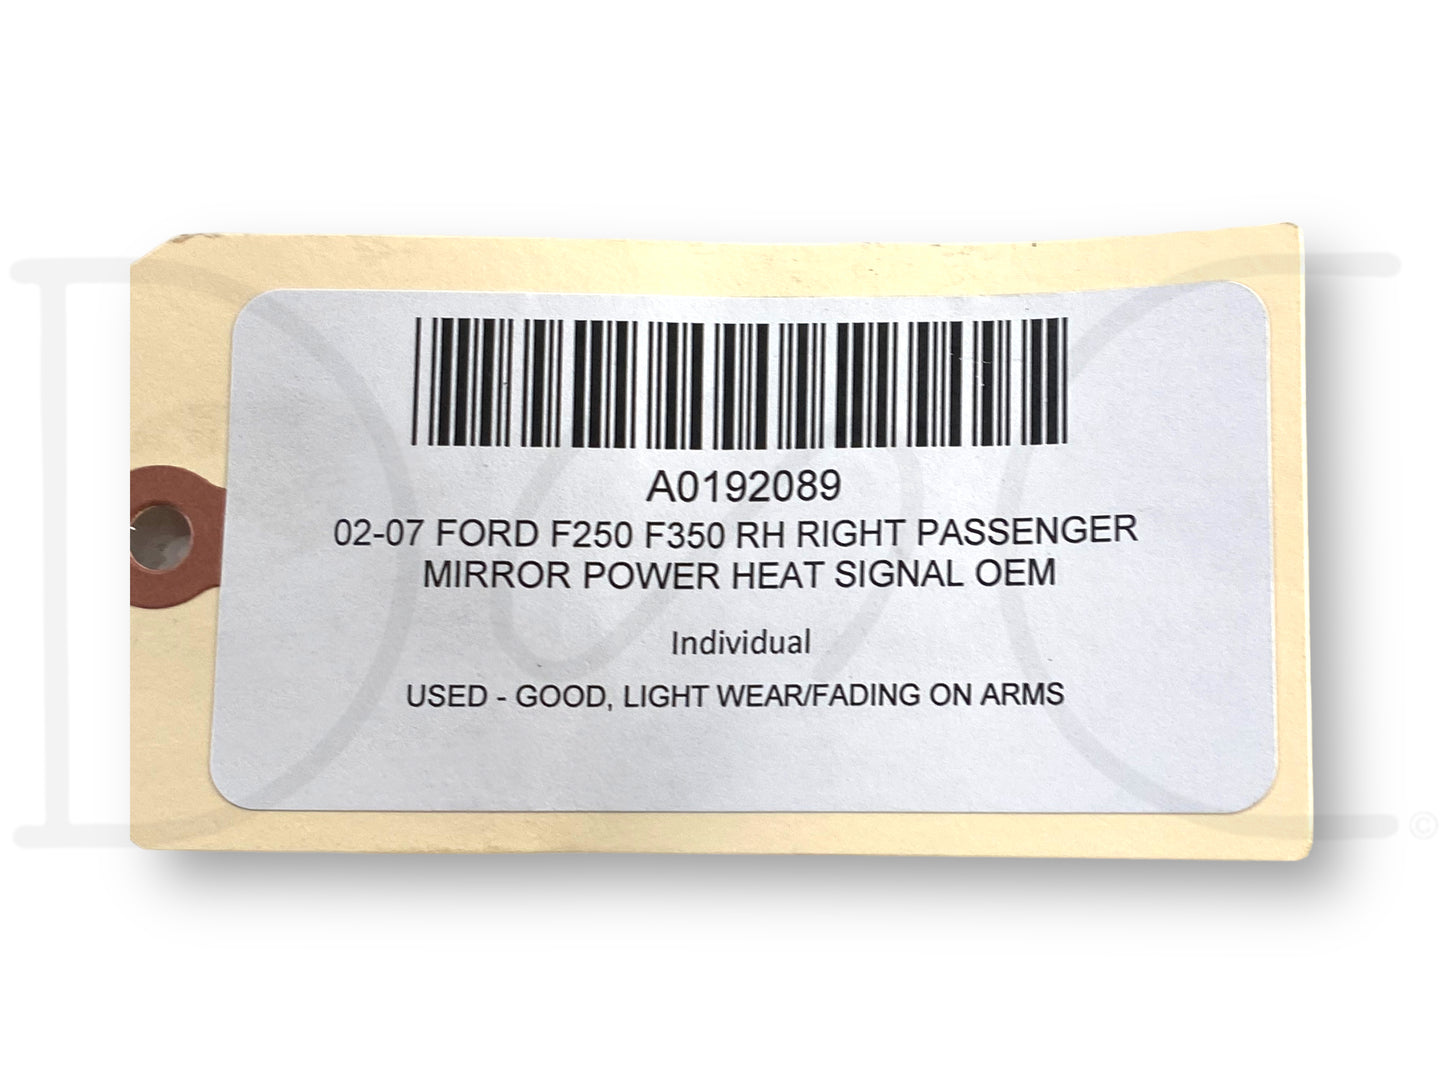 A0192089
02-07 FORD F250 F350 RH RIGHT PASSENGER
MIRROR POWER HEAT SIGNAL OEM
Individual
USED - GOOD, LIGHT WEAR/FADING ON ARMS
©